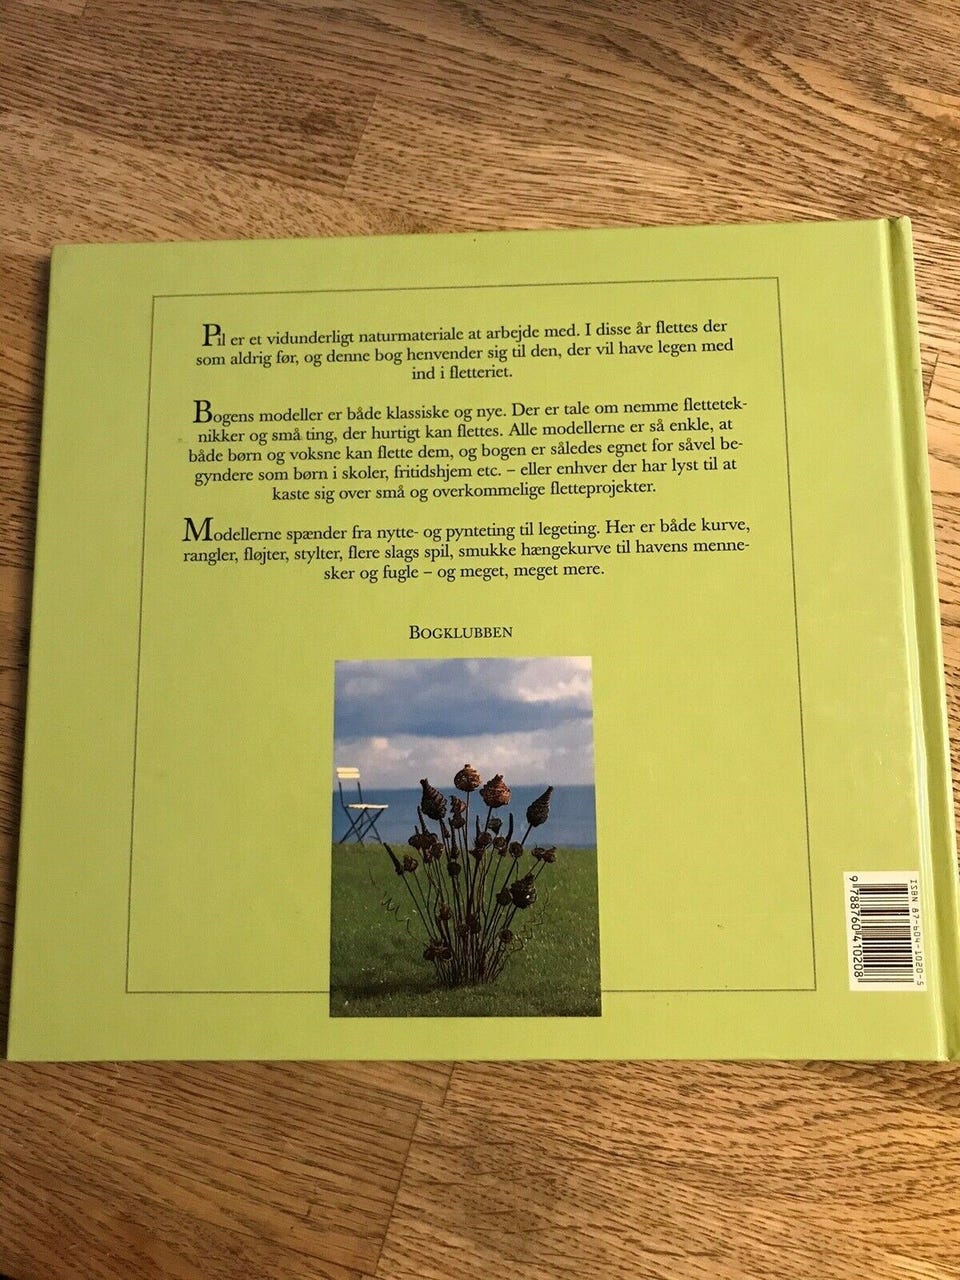 Pil er et vidunderligt naturmateriale at arbejde med. I disse år flettes der
som aldrig før, og denne bog henvender sig til den, der vil have legen med
ind i fletteriet.
Bogens modeller er både klassiske og nye. Der er tale om nemme flettetek-
nikker og små ting, der hurtigt kan flettes. Alle modellerne er så enkle, at
både børn og voksne kan flette dem, og bogen er således egnet for såvel be-
gyndere som børn i skoler, fritidshjem etc. – eller enhver der har lyst til at
kaste sig over små og overkommelige fletteprojekter.
Modellerne spænder fra nytte- og pynteting til legeting. Her er både kurve,
rangler, fløjter, stylter, flere slags spil, smukke hængekurve til havens menne-
sker og fugle – og meget, meget mere.
BOGKLUBBEN
ISBN 87-604-1020-5
9 788760 410208